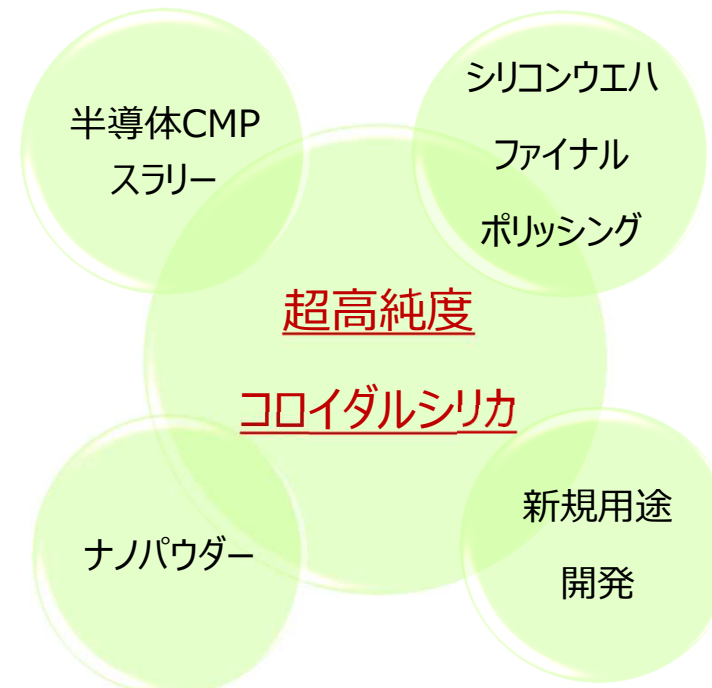 半導体CMP
スラリー
シリコンウエハ
ファイナル
ポリッシング
超高純度
コロイダルシリカ
ナノパウダー
新規用途
開発